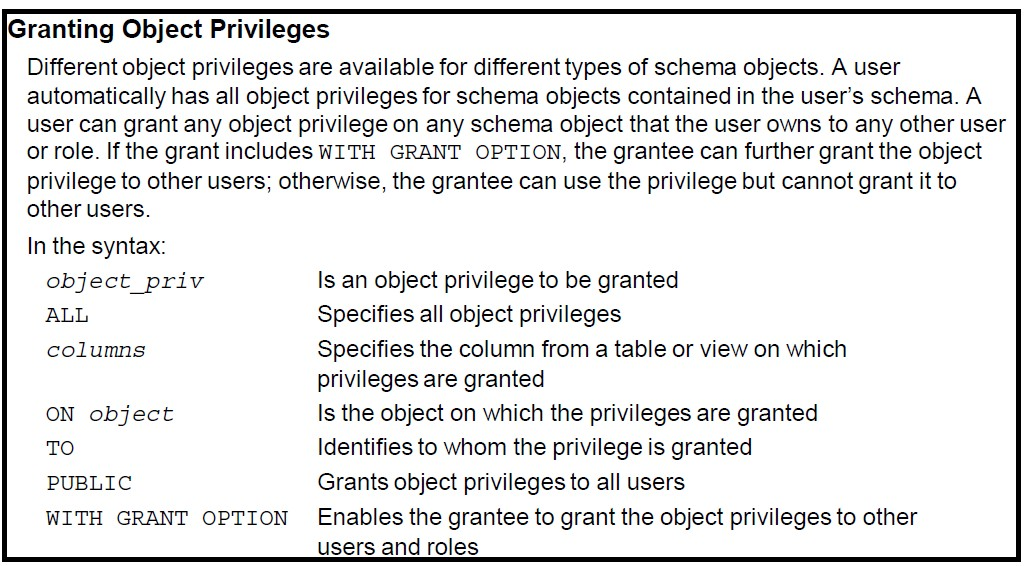 Granting Object Privileges
Different object privileges are available for different types of schema objects. A user
automatically has all object privileges for schema objects contained in the user's schema. A
user can grant any object privilege on any schema object that the user owns to any other user
or role. If the grant includes WITH GRANT OPTION, the grantee can further grant the object
privilege to other users; otherwise, the grantee can use the privilege but cannot grant it to
other users.
In the syntax:
object_priv Is an object privilege to be granted
ALL Specifies all object privileges
columns Specifies the column from a table or view on which
privileges are granted
ON object Is the object on which the privileges are granted
TO Identifies to whom the privilege is granted
PUBLIC Grants object privileges to all users
WITH GRANT OPTION Enables the grantee to grant the object privileges to other
users and roles